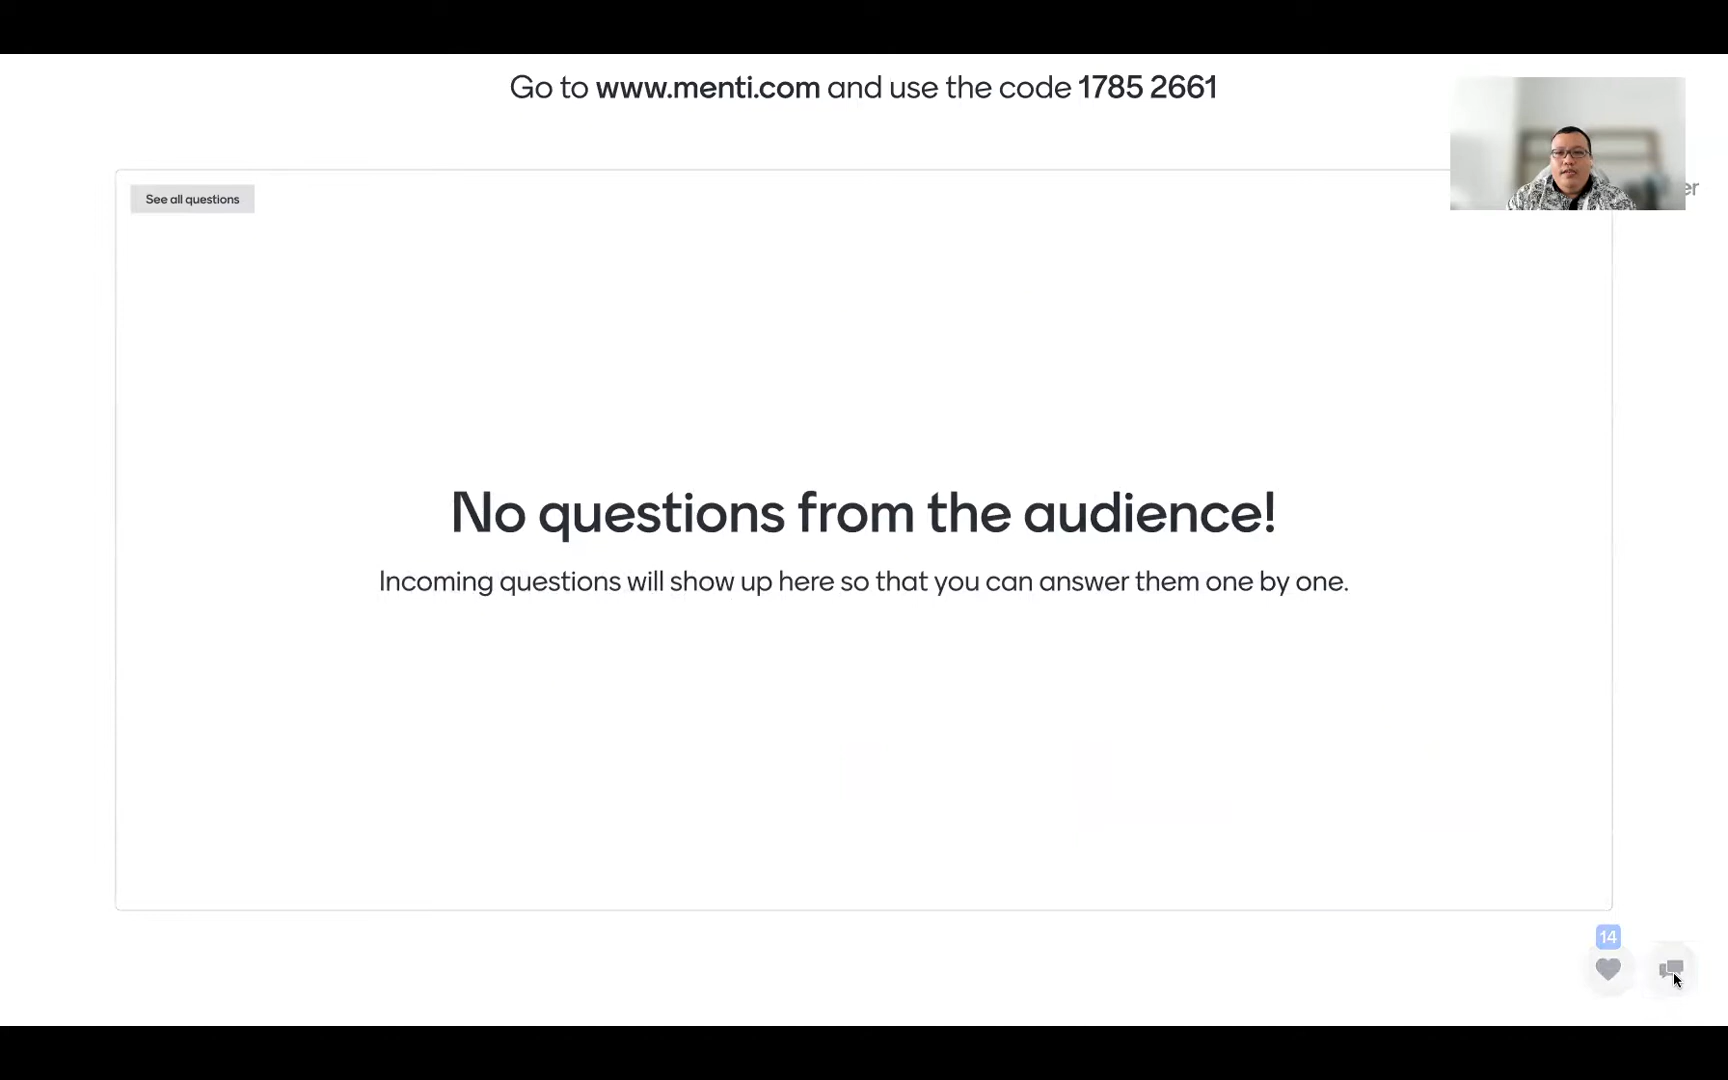 Go to www.menti.com and use the code 1785 2661
See all questions
No questions from the audience!
Incoming questions will show up here so that you can answer them one by one.
14